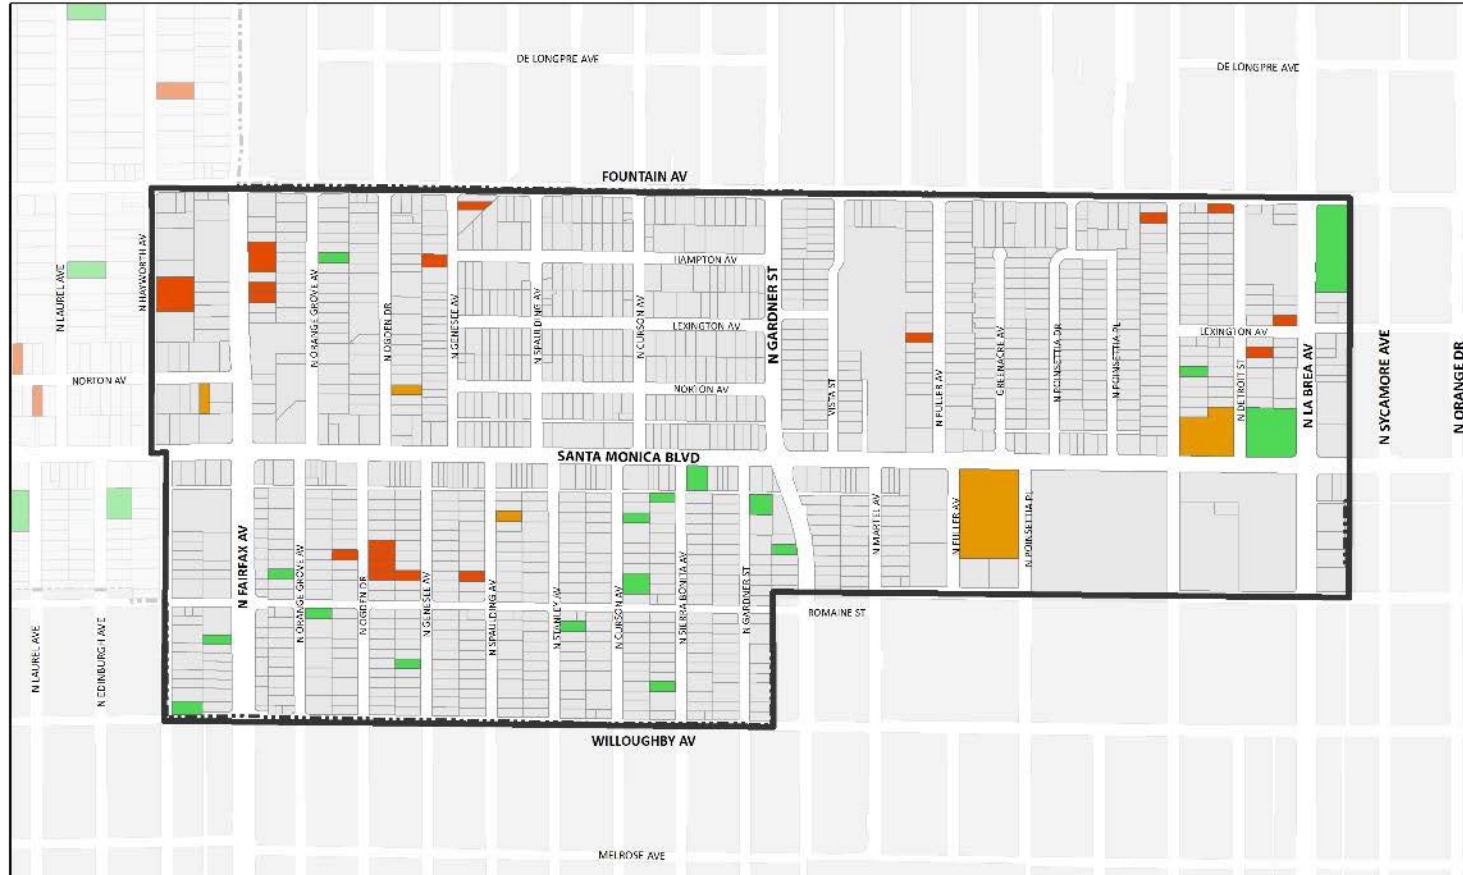 DE LONGPRE AVE
DE LONGPRE AVE
FOUNTAIN AV
N LAUREL AVE
N HAYWORTH AV
N ORANGE GROVE AV
N OGDEN DR
N GENESEE AV
N SPAULDING AV
N CURSON AV
HAMPTON AV
LEXINGTON AV
NORTON AV
N GARDNER ST
VISTA ST
N FULLER AV
GREENACRE AV
N POINSETTIA DR
N POINSETTIA PL
LEXINGTON AV
N DETROIT ST
N LA BREA AV
N SYCAMORE AVE
N ORANGE DR
NORTON AV
SANTA MONICA BLVD
N LAUREL AVE
N EDINBURGH AVE
N FAIRFAX AV
N ORANGE GROVE AV
N OGDEN DR
N GENESEE AV
N SPAULDING AV
N STANLEY AV
N CURSON AV
N SIERRA BONITA AV
N GARDNER ST
N MARTEL AV
N FULLER AV
N POINSETTIA PL
ROMAINE ST
WILLOUGHBY AV
MELROSE AVE